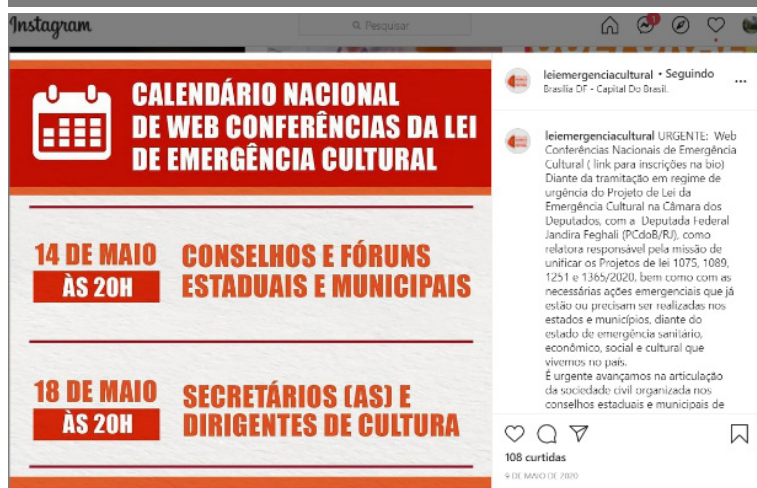 Instagram
Pesquisar
CALENDÁRIO NACIONAL
DE WEB CONFERÊNCIAS DA LEI
DE EMERGÊNCIA CULTURAL
14 DE MAIO
ÀS 20H
CONSELHOS E FÓRUNS
ESTADUAIS E MUNICIPAIS
18 DE MAIO
ÀS 20H
SECRETÁRIOS (AS) E
DIRIGENTES DE CULTURA
leiemergenciacultural • Seguindo
Brasília DF - Capital Do Brasil.
leiemergenciacultural URGENTE: Web
Conferências Nacionais de Emergência
Cultural ( link para inscrições na bio)
Diante da tramitação em regime de
urgência do Projeto de Lei da
Emergência Cultural na Câmara dos
Deputados, com a Deputada Federal
Jandira Feghali (PCdoB/RJ), como
relatora responsável pela missão de
unificar os Projetos de lei 1075, 1089,
1251 e 1365/2020, bem como com as
necessárias ações emergenciais que já
estão ou precisam ser realizadas nos
estados e municípios, diante do
estado de emergência sanitário,
econômico, social e cultural que
vivemos no país.
É urgente avançamos na articulação
da sociedade civil organizada nos
conselhos estaduais e municipais de
108 curtidas
9 DE MAIO DE 2020